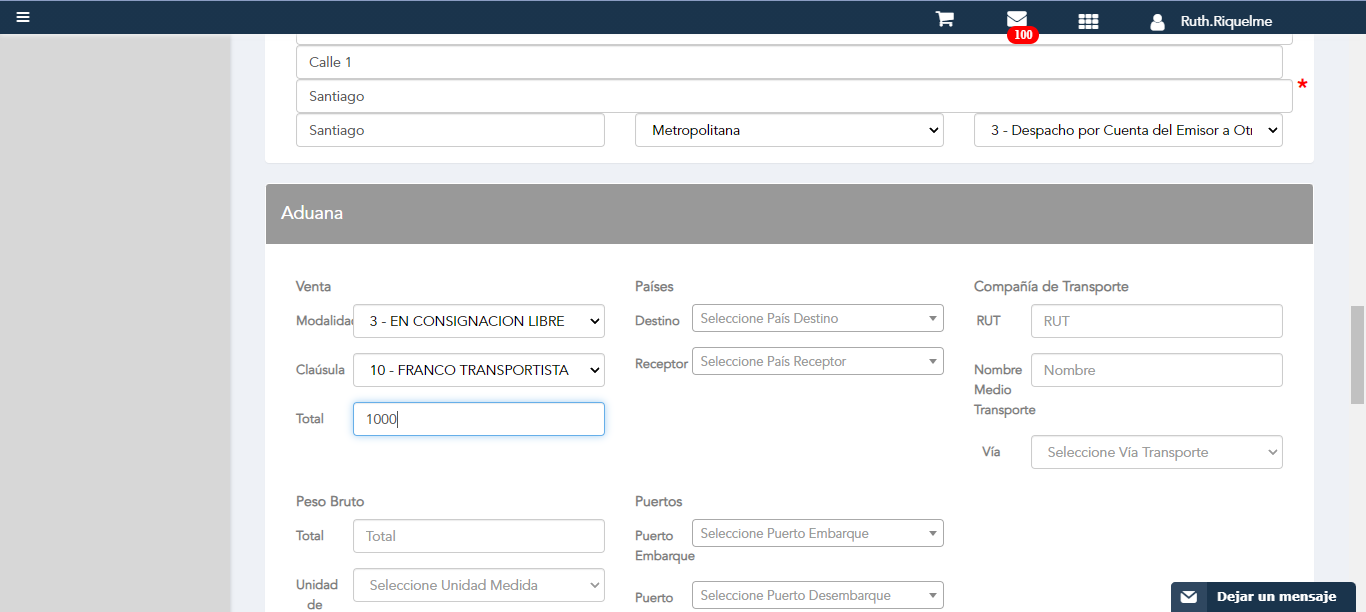 100
Ruth.Riquelme
Calle 1
Santiago
*
Santiago
Metropolitana
3 - Despacho por Cuenta del Emisor a Otr
Aduana
Venta
Modalidad
3 - EN CONSIGNACION LIBRE
Claúsula
10 - FRANCO TRANSPORTISTA
Total
1000
Países
Destino
Seleccione País Destino
Receptor
Seleccione País Receptor
Compañía de Transporte
RUT
RUT
Nombre
Medio
Transporte
Nombre
Vía
Seleccione Vía Transporte
Peso Bruto
Total
Total
Unidad
de
Seleccione Unidad Medida
Puertos
Puerto
Embarque
Seleccione Puerto Embarque
Puerto
Seleccione Puerto Desembarque
Dejar un mensaje